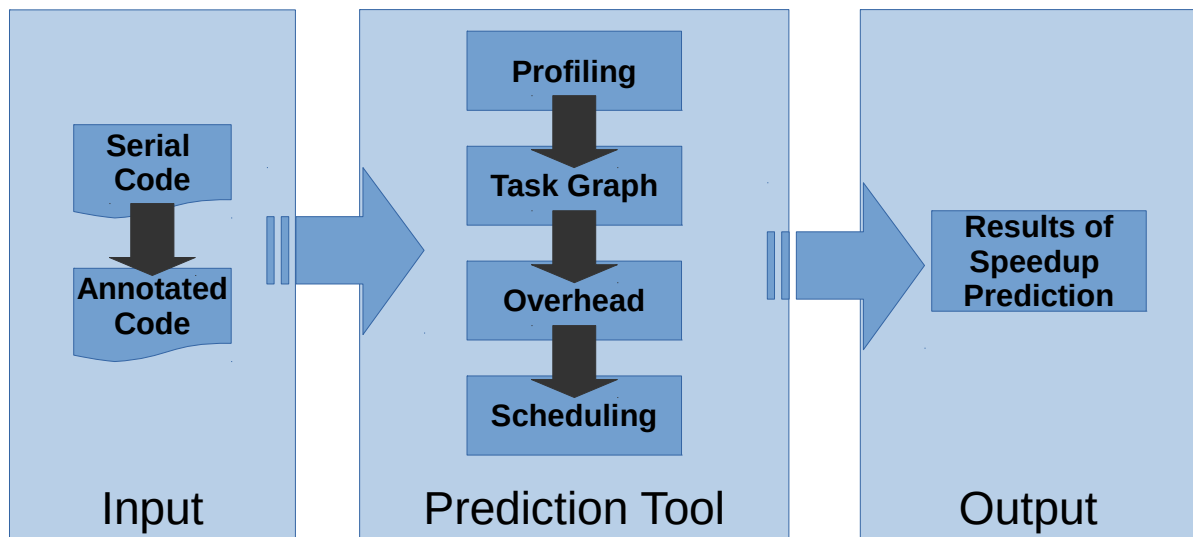 Serial
Code
Annotated
Code
Input
Profiling
Task Graph
Overhead
Scheduling
Prediction Tool
Results of
Speedup
Prediction
Output